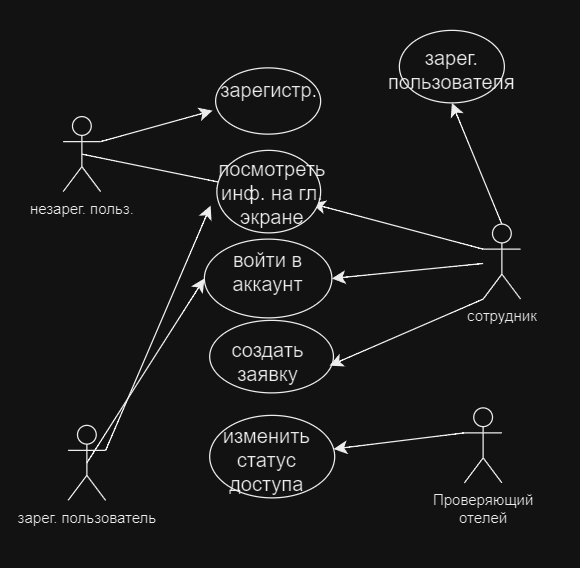 зарег.
пользователя
зарегистр.
незарег. польз.
посмотреть
инф. на гл.
экране
войти в
аккаунт
сотрудник
создать
заявку
изменить
статус
доступа
Проверяющий
отелей
зарег. пользователь